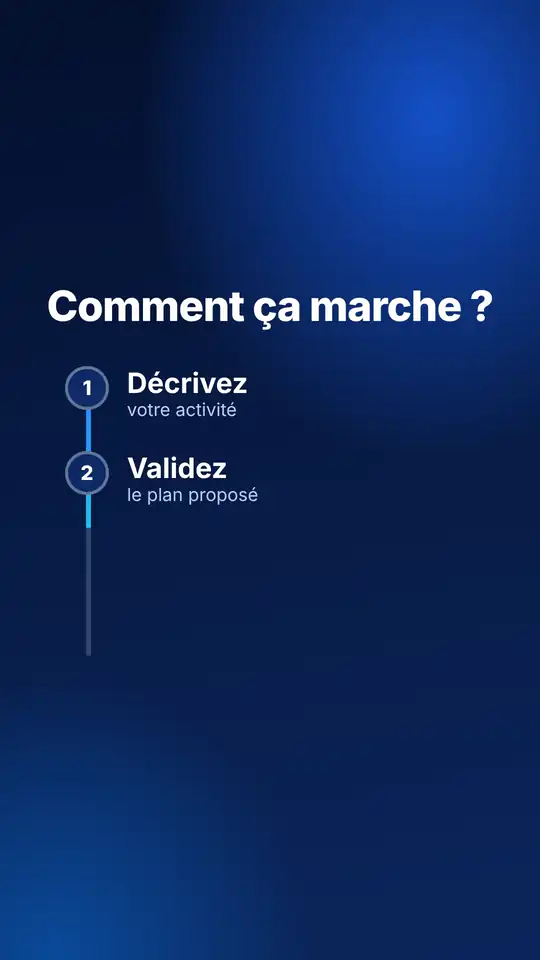 Comment ça marche ?
1
Décrivez
votre activité
2
Validez
le plan proposé